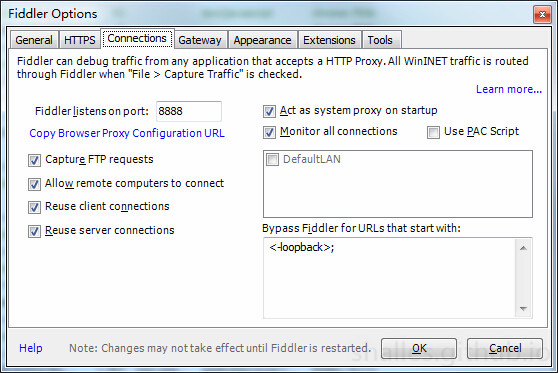 Fiddler Options
General HTTPS Connections Gateway Appearance Extensions Tools
Fiddler can debug traffic from any application that accepts a HTTP Proxy. All WinINET traffic is routed
through Fiddler when "File > Capture Traffic" is checked.
Learn more...
Fiddler listens on port: 8888
Act as system proxy on startup
Copy Browser Proxy Configuration URL
Monitor all connections
Use PAC Script
Capture FTP requests
DefaultLAN
Allow remote computers to connect
Reuse client connections
Reuse server connections
Bypass Fiddler for URLs that start with:
<-loopback>;
Help
Note: Changes may not take effect until Fiddler is restarted.
OK
Cancel